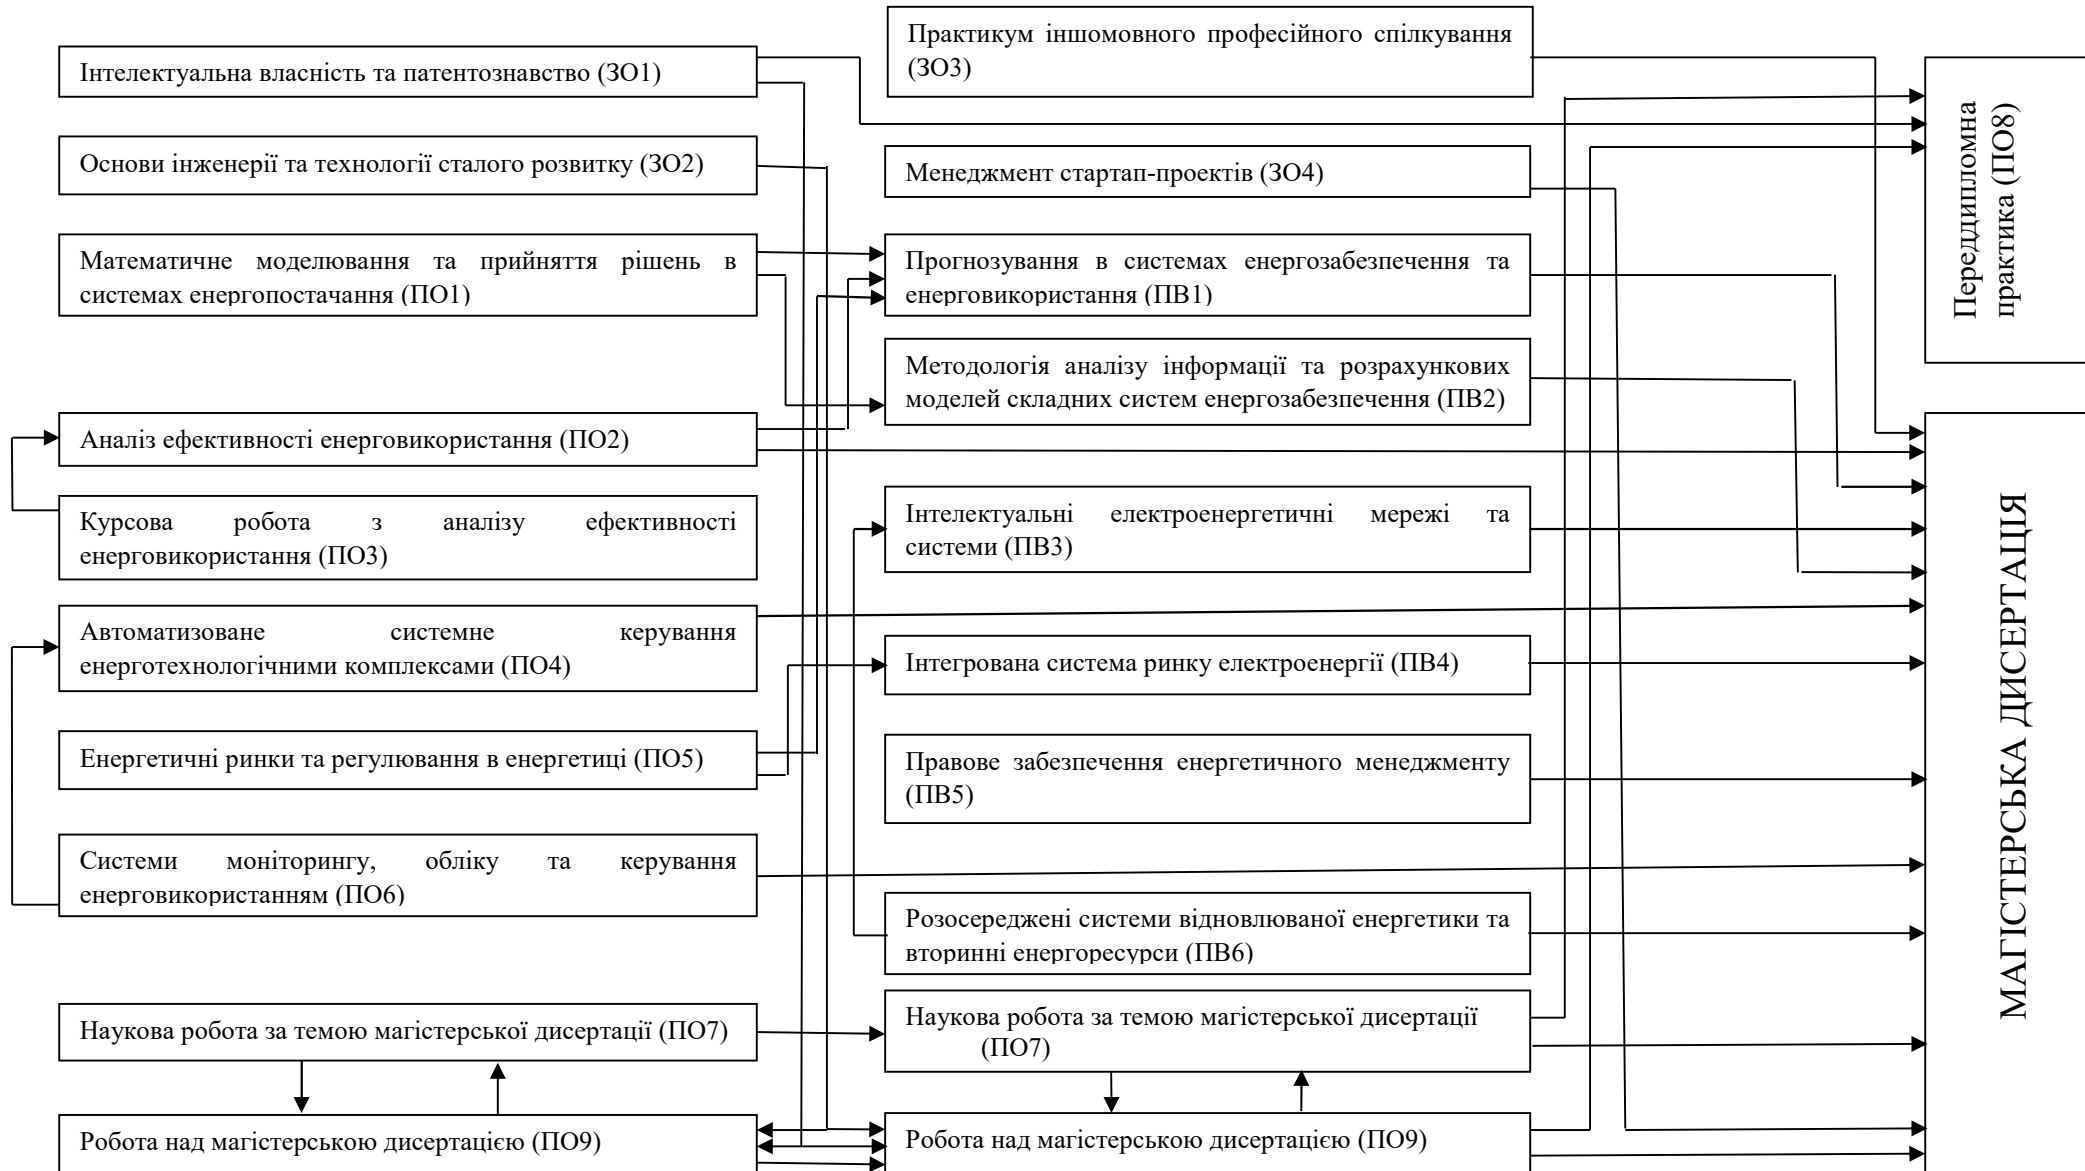 Інтелектуальна власність та патентознавство (ЗО1)
Основи інженерії та технології сталого розвитку (ЗО2)
Математичне моделювання та прийняття рішень в
системах енергопостачання (ПО1)
Аналіз ефективності енерговикористання (ПО2)
Курсова робота з аналізу ефективності
енерговикористання (ПО3)
Автоматизоване системне керування
енерготехнологічними комплексами (ПО4)
Енергетичні ринки та регулювання в енергетиці (ПО5)
Системи моніторингу, обліку та керування
енерговикористанням (ПО6)
Наукова робота за темою магістерської дисертації (ПО7)
Робота над магістерською дисертацією (ПО9)
Практикум іншомовного професійного спілкування
(ЗО3)
Менеджмент стартап-проектів (ЗО4)
Прогнозування в системах енергозабезпечення та
енерговикористання (ПВ1)
Методологія аналізу інформації та розрахункових
моделей складних систем енергозабезпечення (ПВ2)
Інтелектуальні електроенергетичні мережі та
системи (ПВ3)
Інтегрована система ринку електроенергії (ПВ4)
Правове забезпечення енергетичного менеджменту
(ПВ5)
Розосереджені системи відновлюваної енергетики та
вторинні енергоресурси (ПВ6)
Наукова робота за темою магістерської дисертації
(ПО7)
Робота над магістерською дисертацією (ПО9)
Переддипломна
практика (ПО8)
МАГІСТЕРСЬКА ДИСЕРТАЦІЯ